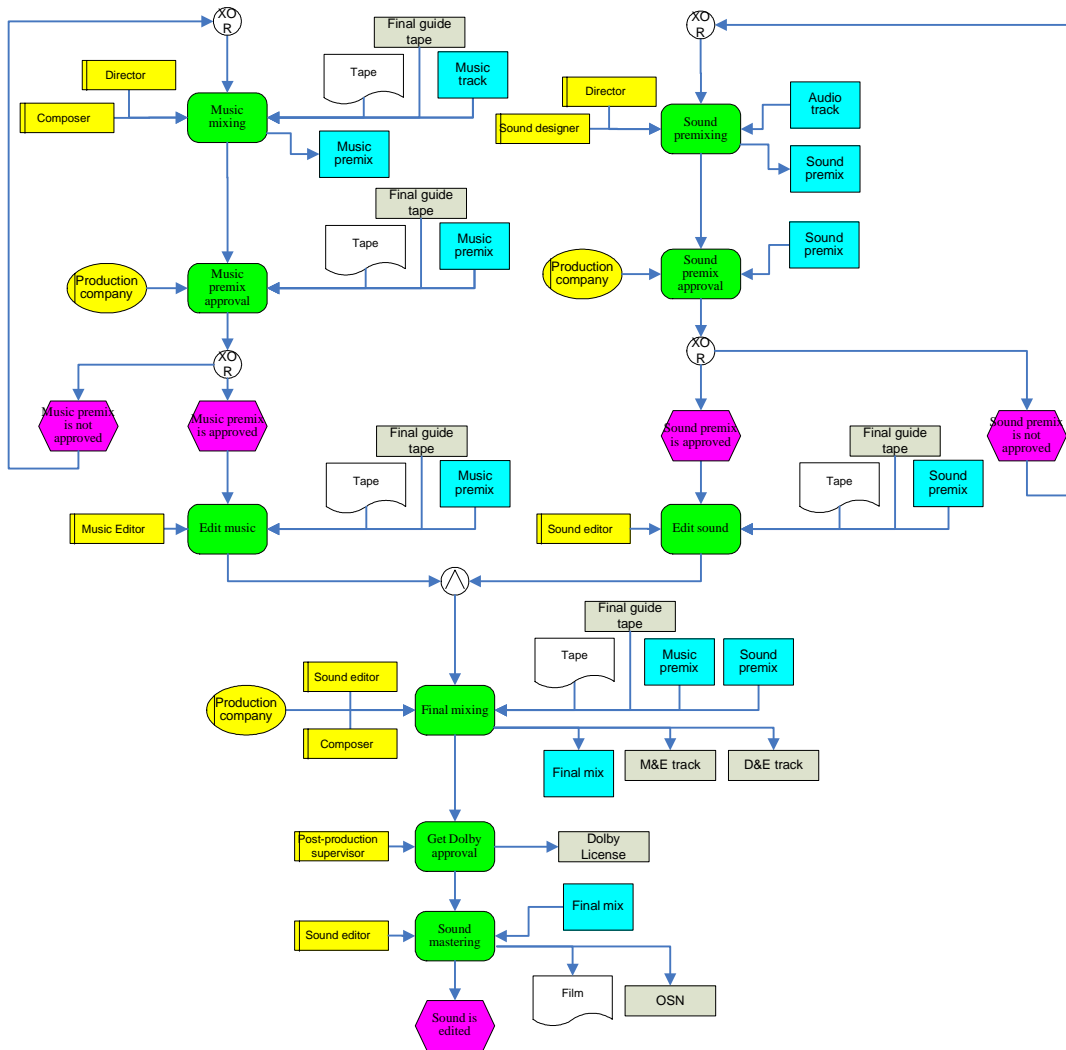 XO
R
XO
R
Final guide
tape
Tape
Music
track
Director
Composer
Music
mixing
Music
premix
Director
Sound designer
Sound
premixing
Audio
track
Sound
premix
Final guide
tape
Tape
Music
premix
Production
company
Music
premix
approval
Production
company
Sound
premix
approval
Sound
premix
XO
R
XO
R
Music premix
is not
approved
Music premix
is approved
Sound premix
is approved
Sound premix
is not
approved
Final guide
tape
Tape
Music
premix
Final guide
tape
Tape
Sound
premix
Music Editor
Edit music
Sound editor
Edit sound
Final guide
tape
Tape
Music
premix
Sound
premix
Sound editor
Production
company
Composer
Final mixing
Final mix
M&E track
D&E track
Post-production
supervisor
Get Dolby
approval
Dolby
License
Final mix
Sound editor
Sound
mastering
Film
OSN
Sound is
edited